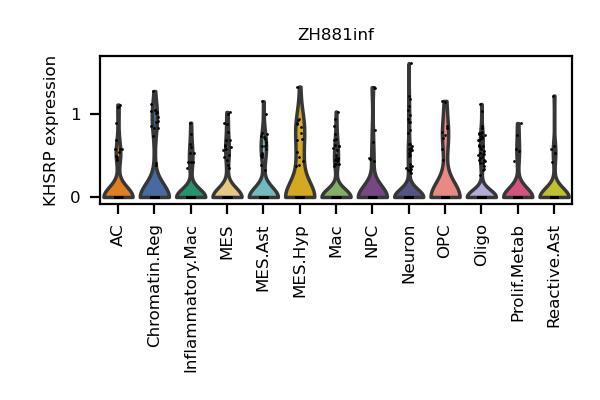 ZH881inf
KHSRP expression
1
0
AC
Chromatin.Reg
Inflammatory.Mac
MES
MES.Ast
MES.Hyp
Mac
NPC
Neuron
OPC
Oligo
Prolif.Metab
Reactive.Ast